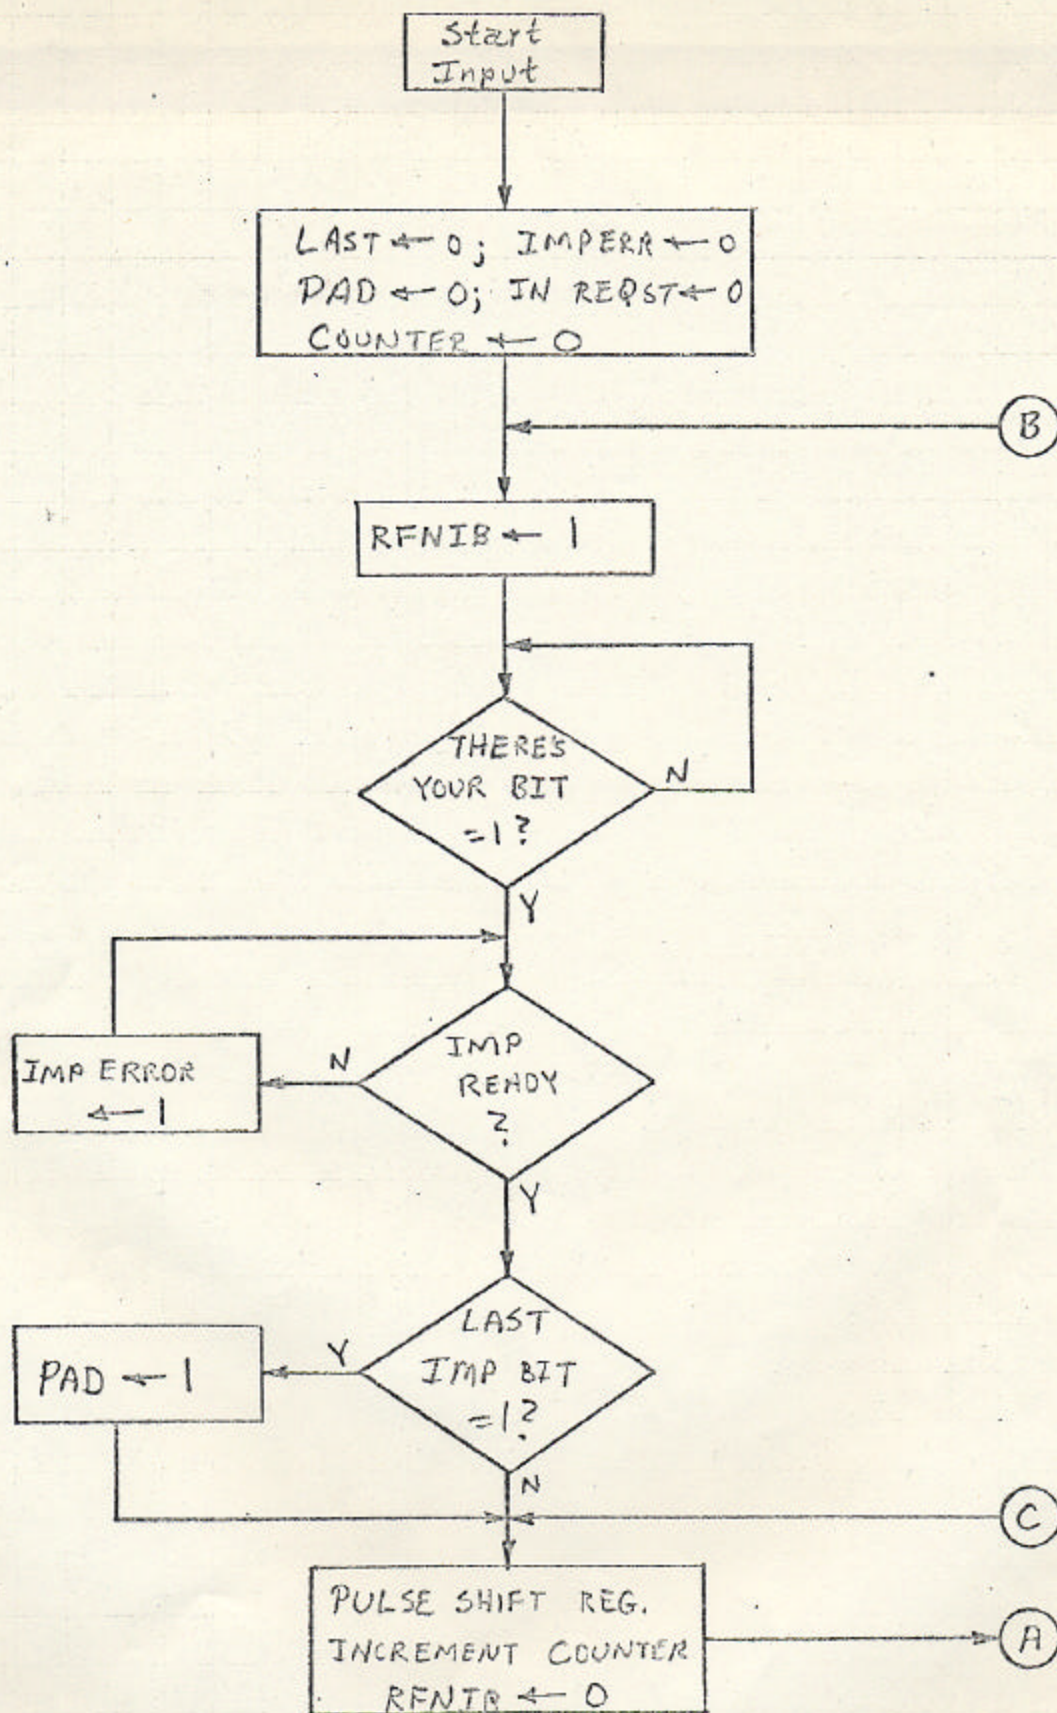 Start
Input
LAST ← 0; IMPERR ← 0
PAD ← 0; IN REQST ← 0
COUNTER ← 0
B
RFNIB ← 1
THERE'S
YOUR BIT
=1?
N
Y
IMP
READY
?
N
IMP ERROR
← 1
Y
LAST
IMP BIT
=1?
Y
PAD ← 1
N
C
PULSE SHIFT REG.
INCREMENT COUNTER
RFNIB ← 0
A